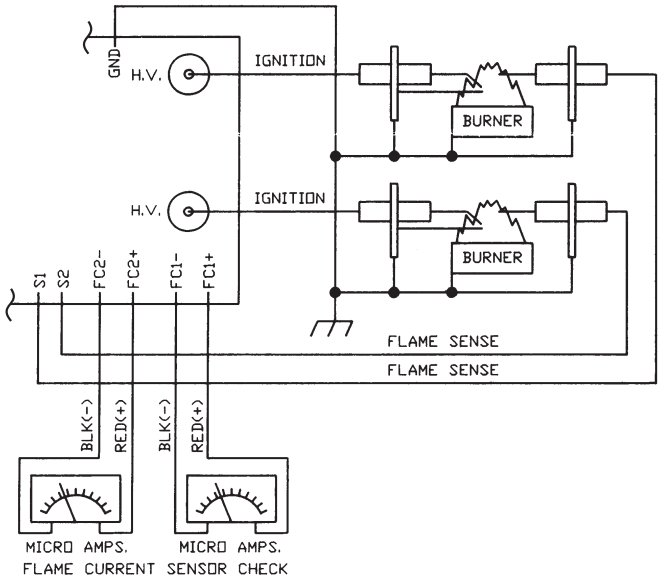 GND
H.V.
IGNITION
BURNER
H.V.
IGNITION
BURNER
S1
S2
FC2-
FC2+
FC1-
FC1+
FLAME SENSE
FLAME SENSE
BLK(-)
RED(+)
BLK(-)
RED(+)
MICRO AMPS. MICRO AMPS.
FLAME CURRENT SENSOR CHECK